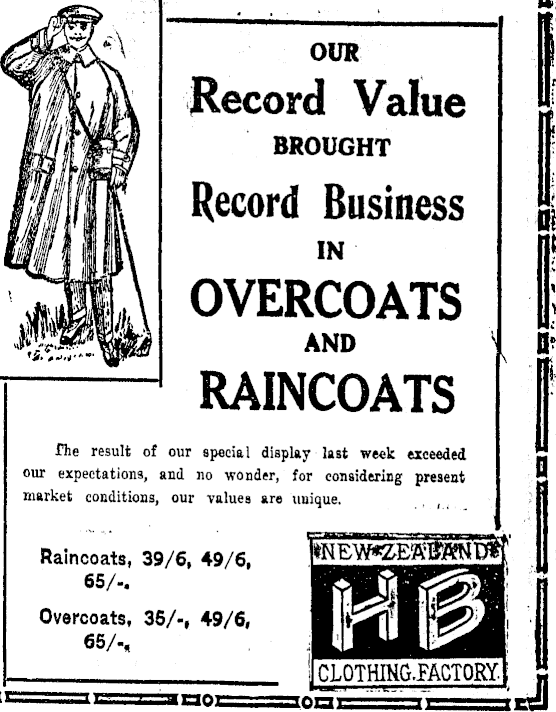 OUR
Record Value
BROUGHT
Record Business
IN
OVERCOATS
AND
RAINCOATS
The result of our special display last week exceeded
our expectations, and no wonder, for considering present
market conditions, our values are unique.
Raincoats, 39/6, 49/6,
65/-.
Overcoats, 35/-, 49/6,
65/-.
NEW ZEALAND
HB
CLOTHING.FACTORY.